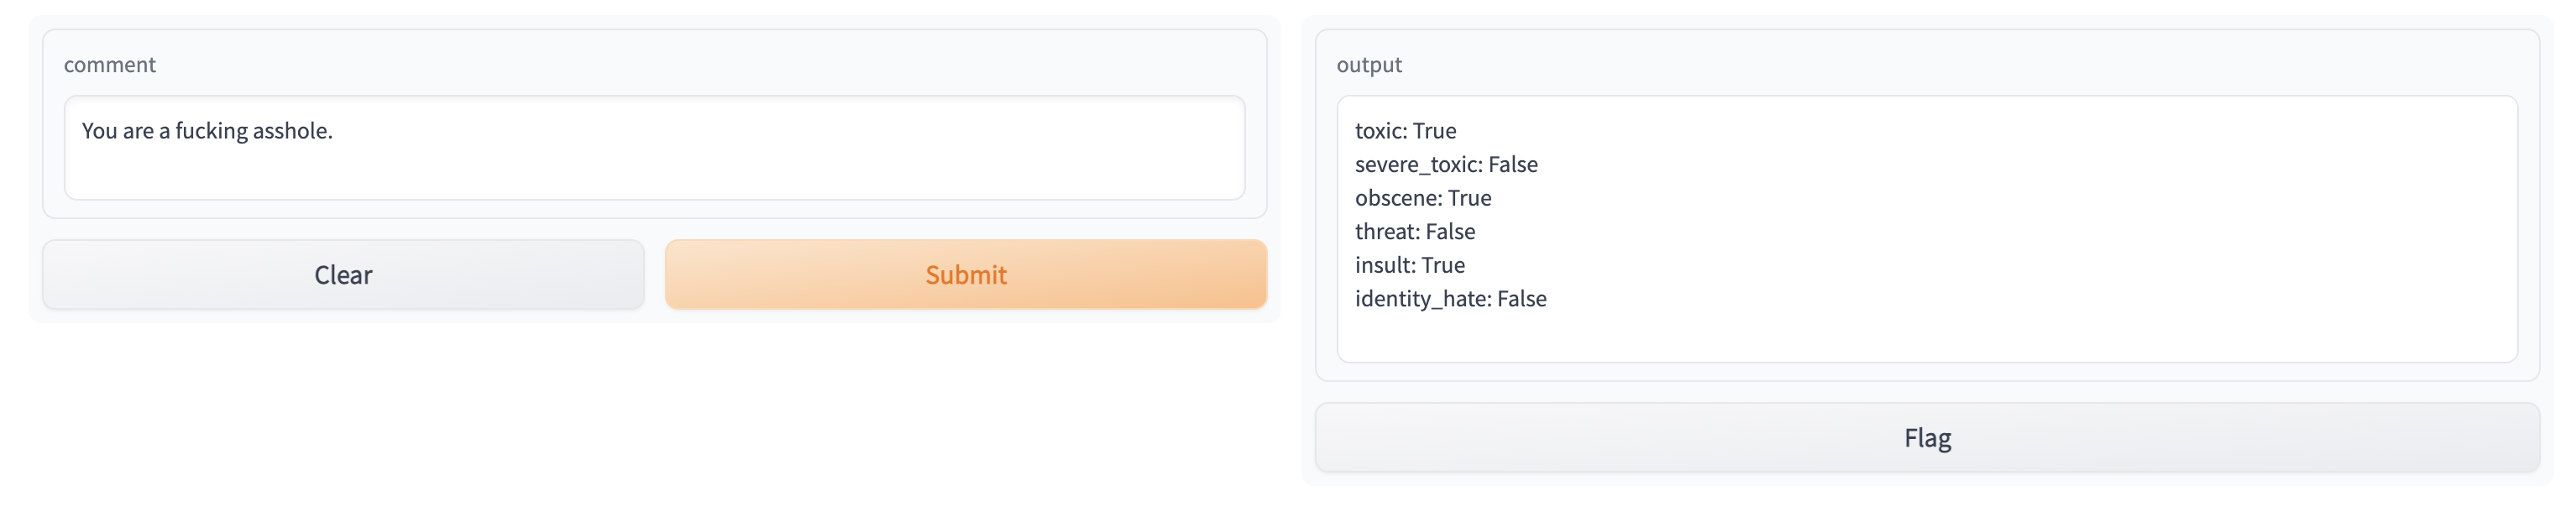 comment
You are a fucking asshole.
Clear
Submit
output
toxic: True
severe_toxic: False
obscene: True
threat: False
insult: True
identity_hate: False
Flag